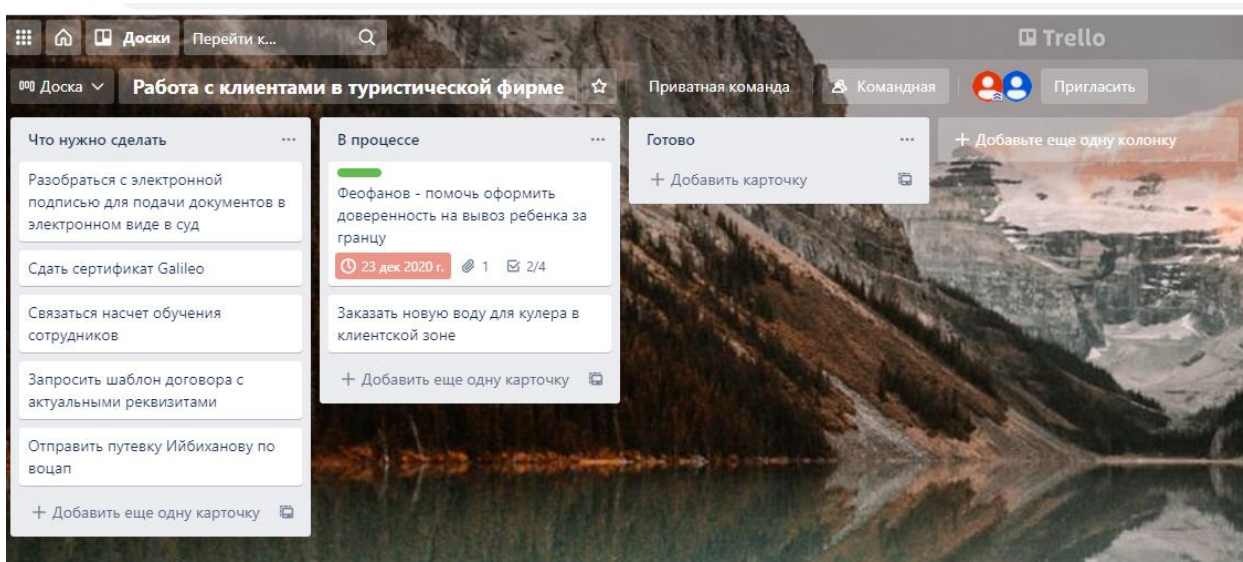 Доски
Перейти к...
Trello
Доска
Работа с клиентами в туристической фирме
Приватная команда
Командная
Пригласить
Что нужно сделать
Разобраться с электронной
подписью для подачи документов в
электронном виде в суд
Сдать сертификат Galileo
Связаться насчет обучения
сотрудников
Запросить шаблон договора с
актуальными реквизитами
Отправить путевку Ийбиханову по
воцап
+ Добавить еще одну карточку
В процессе
Феофанов - помочь оформить
доверенность на вывоз ребенка за
гранцу
23 дек 2020 г. 1 2/4
Заказать новую воду для кулера в
клиентской зоне
+ Добавить еще одну карточку
Готово
+ Добавить карточку
+ Добавьте еще одну колонку